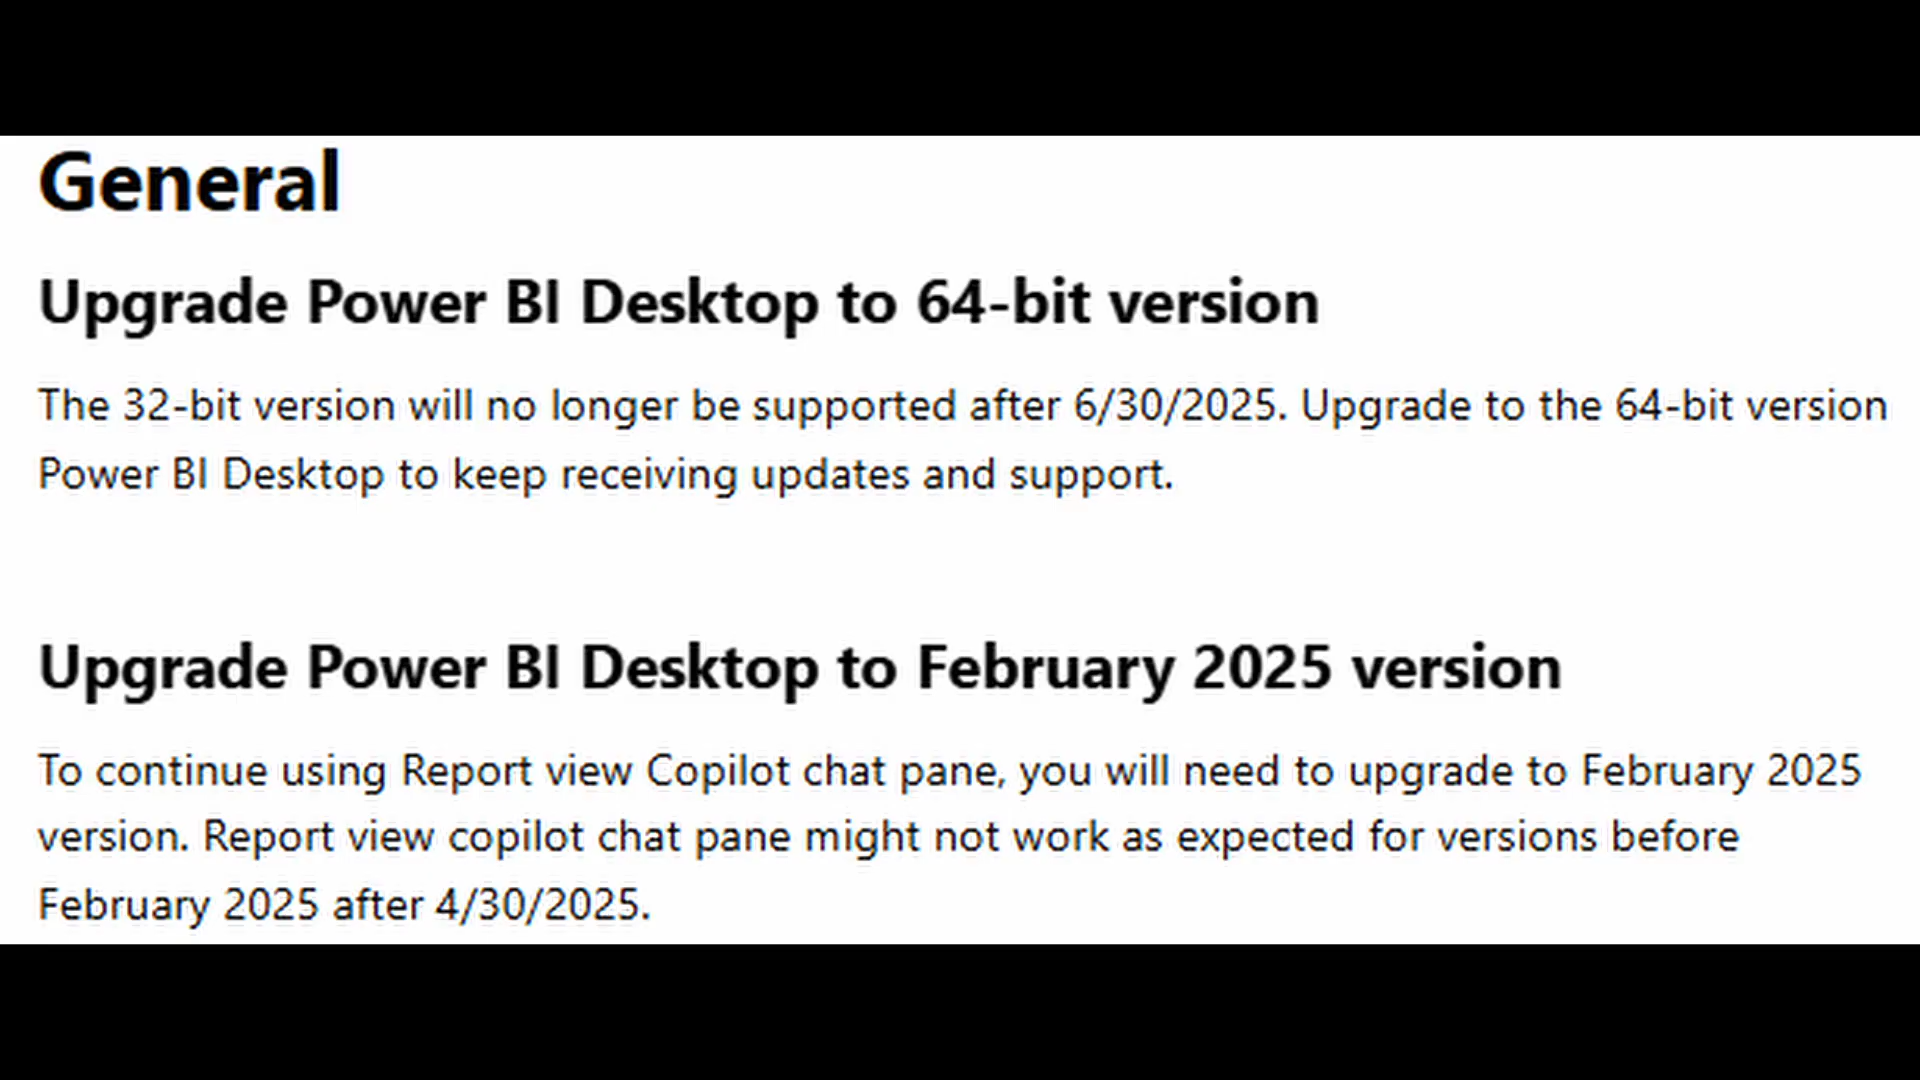 General
Upgrade Power BI Desktop to 64-bit version
The 32-bit version will no longer be supported after 6/30/2025. Upgrade to the 64-bit version
Power BI Desktop to keep receiving updates and support.
Upgrade Power BI Desktop to February 2025 version
To continue using Report view Copilot chat pane, you will need to upgrade to February 2025
version. Report view copilot chat pane might not work as expected for versions before
February 2025 after 4/30/2025.